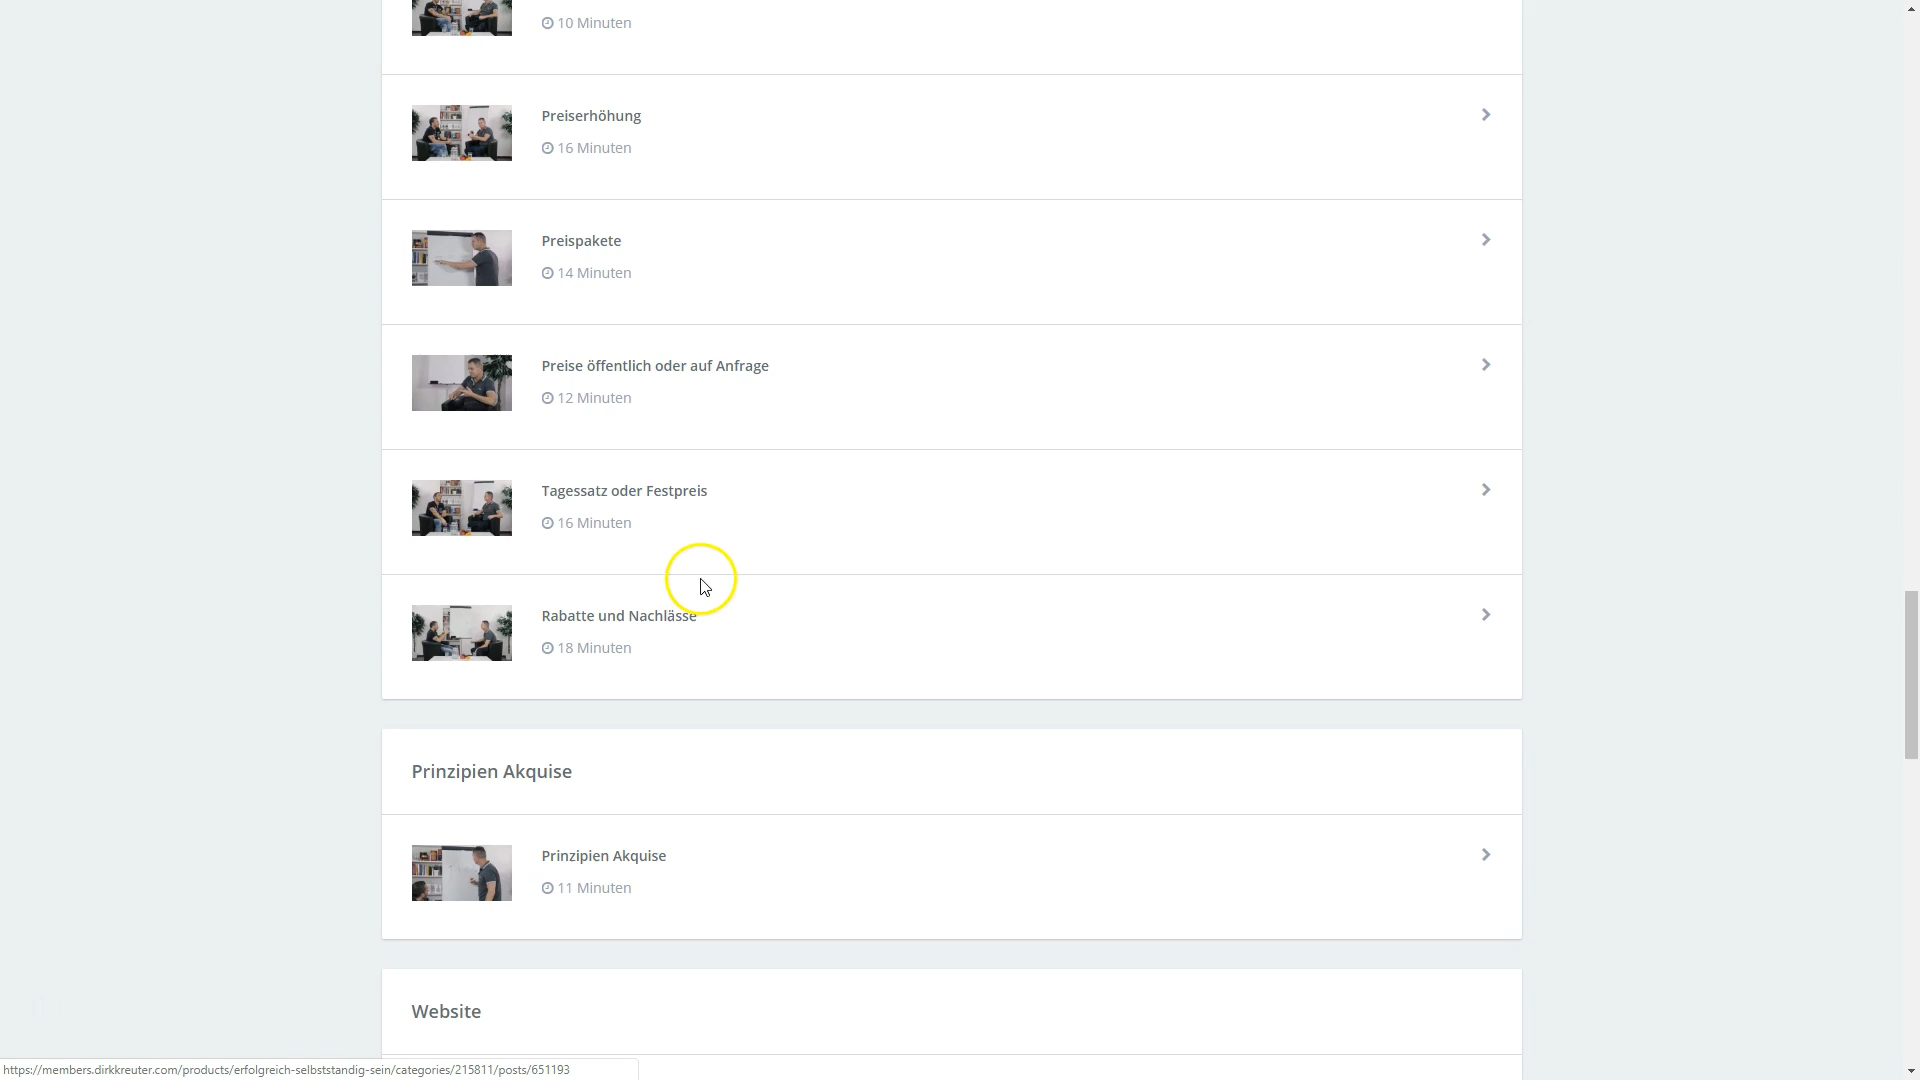 10 Minuten
Preiserhöhung
16 Minuten
Preispakete
14 Minuten
Preise öffentlich oder auf Anfrage
12 Minuten
Tagessatz oder Festpreis
16 Minuten
Rabatte und Nachlässe
18 Minuten
Prinzipien Akquise
Prinzipien Akquise
11 Minuten
Website
https://members.dirkkreuter.com/products/erfolgreich-selbststandig-sein/categories/215811/posts/651193